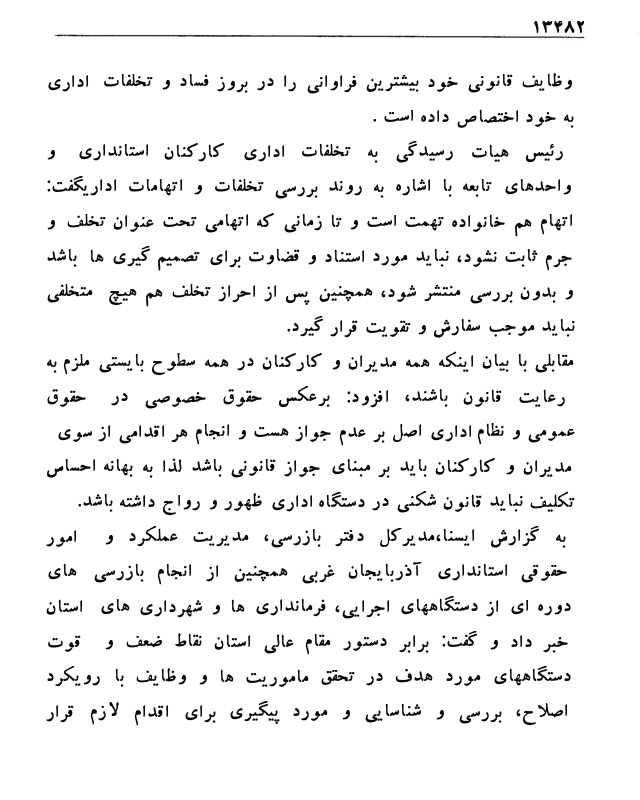 ۱۳۴۸۲
وظایف قانونی خود بیشترین فراوانی را در بروز فساد و تخلفات اداری
به خود اختصاص داده است .
رئیس هیات رسیدگی به تخلفات اداری کارکنان استانداری و
واحدهای تابعه با اشاره به روند بررسی تخلفات و اتهامات اداریگفت:
اتهام هم خانواده تهمت است و تا زمانی که اتهامی تحت عنوان تخلف و
جرم ثابت نشود، نباید مورد استناد و قضاوت برای تصمیم گیری ها باشد
و بدون بررسی منتشر شود، همچنین پس از احراز تخلف هم هیچ متخلفی
نباید موجب سفارش و تقویت قرار گیرد.
مقابلی با بیان اینکه همه مدیران و کارکنان در همه سطوح بایستی ملزم به
رعایت قانون باشند، افزود: برعکس حقوق خصوصی در حقوق
عمومی و نظام اداری اصل بر عدم جواز هست و انجام هر اقدامی از سوی
مدیران و کارکنان باید بر مبنای جواز قانونی باشد لذا به بهانه احساس
تکلیف نباید قانون شکنی در دستگاه اداری ظهور و رواج داشته باشد.
به گزارش ایسنا،مدیرکل دفتر بازرسی، مدیریت عملکرد و امور
حقوقی استانداری آذربایجان غربی همچنین از انجام بازرسی های
دوره ای از دستگاههای اجرایی، فرمانداری ها و شهرداری های استان
خبر داد و گفت: برابر دستور مقام عالی استان نقاط ضعف و قوت
دستگاههای مورد هدف در تحقق ماموریت ها و وظایف با رویکرد
اصلاح، بررسی و شناسایی و مورد پیگیری برای اقدام لازم قرار